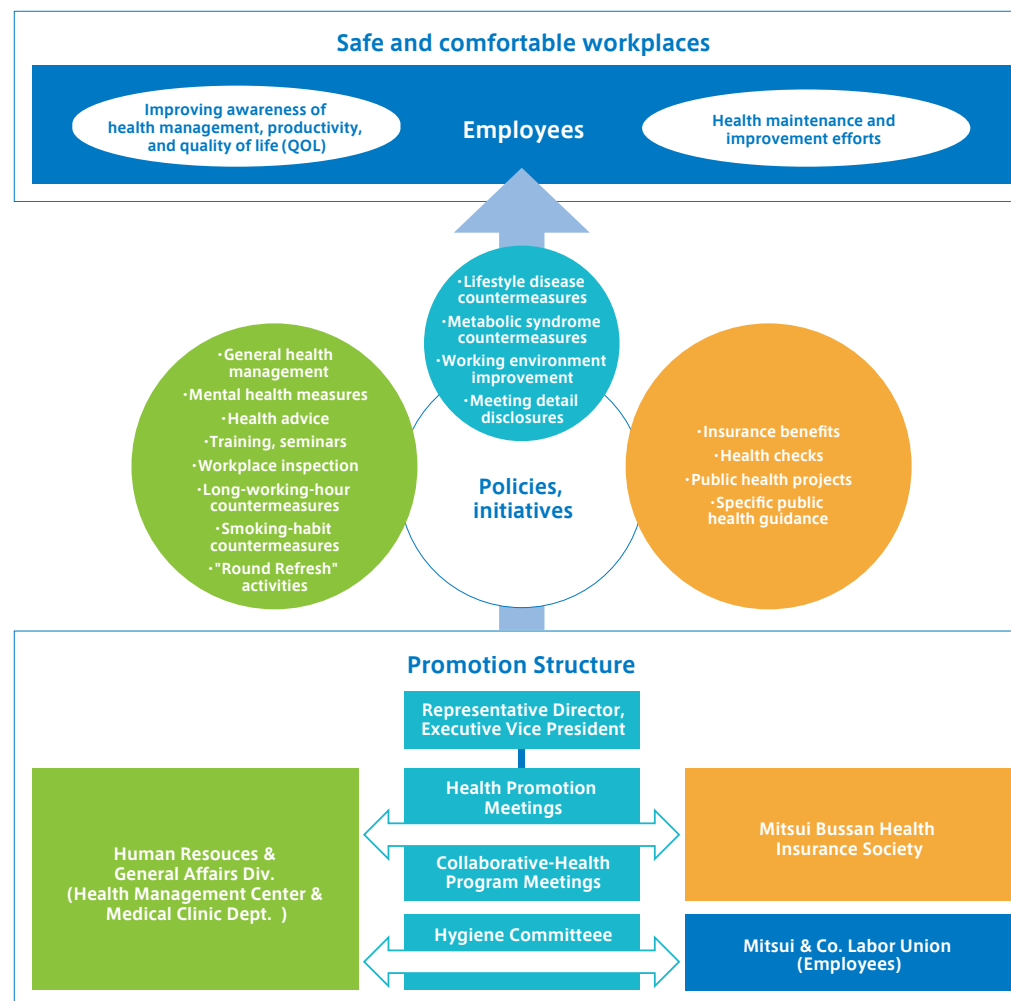 Safe and comfortable workplaces
Improving awareness of
health management, productivity,
and quality of life (QOL)
Employees
Health maintenance and
improvement efforts
・Lifestyle disease
countermeasures
・Metabolic syndrome
countermeasures
・Working environment
improvement
・Meeting detail
disclosures
・General health
management
・Mental health measures
・Health advice
・Training, seminars
・Workplace inspection
・Long-working-hour
countermeasures
・Smoking-habit
countermeasures
・"Round Refresh"
activities
Policies,
initiatives
・Insurance benefits
・Health checks
・Public health projects
・Specific public
health guidance
Promotion Structure
Representative Director,
Executive Vice President
Human Resouces &
General Affairs Div.
(Health Management Center &
Medical Clinic Dept. )
Health Promotion
Meetings
Collaborative-Health
Program Meetings
Mitsui Bussan Health
Insurance Society
Hygiene Committeee
Mitsui & Co. Labor Union
(Employees)